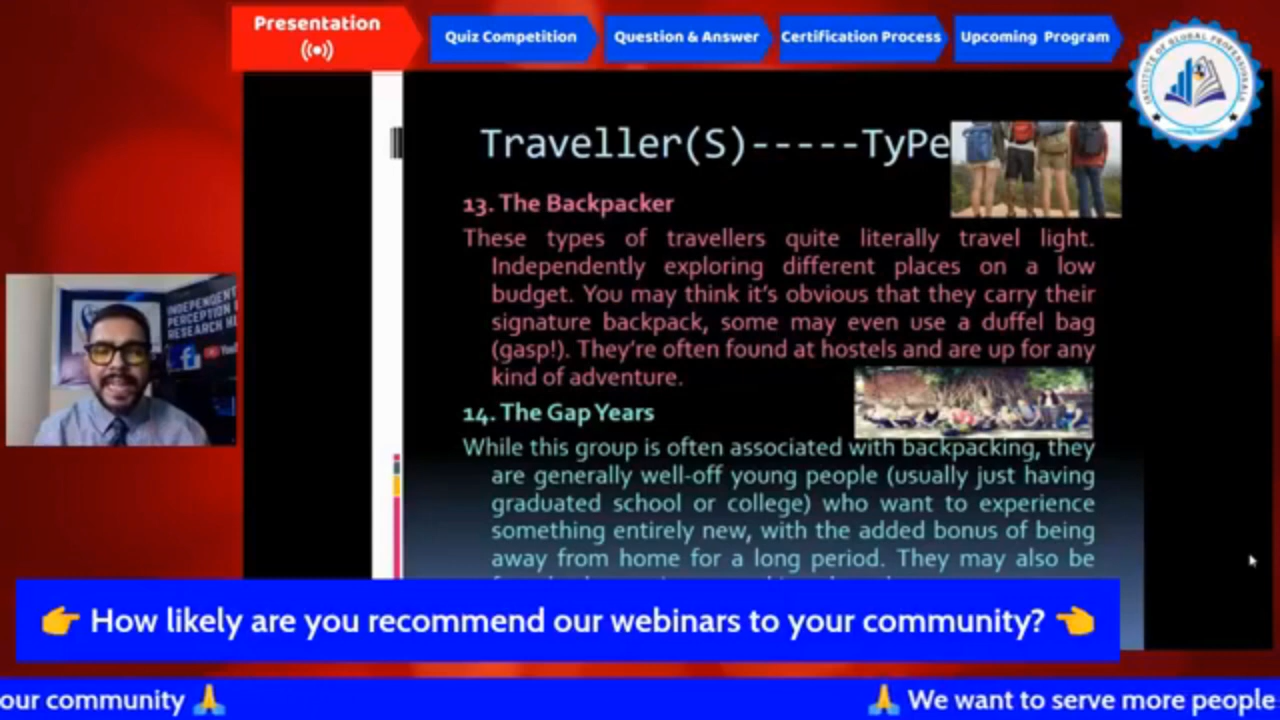 Presentation
Quiz Competition
Question & Answer
Certification Process
Upcoming Program
INSTITUTE OF GLOBAL PROFESSIONALS
Traveller(S)-----TyPe
13. The Backpacker
These types of travellers quite literally travel light.
Independently exploring different places on a low
budget. You may think it's obvious that they carry their
signature backpack, some may even use a duffel bag
(gasp!). They're often found at hostels and are up for any
kind of adventure.
14. The Gap Years
While this group is often associated with backpacking, they
are generally well-off young people (usually just having
graduated school or college) who want to experience
something entirely new, with the added bonus of being
away from home for a long period. They may also be
INDEPENDENT
PERCEPTION
RESEARCH
👉 How likely are you recommend our webinars to your community? 👈
our community 🙏
🙏 We want to serve more people